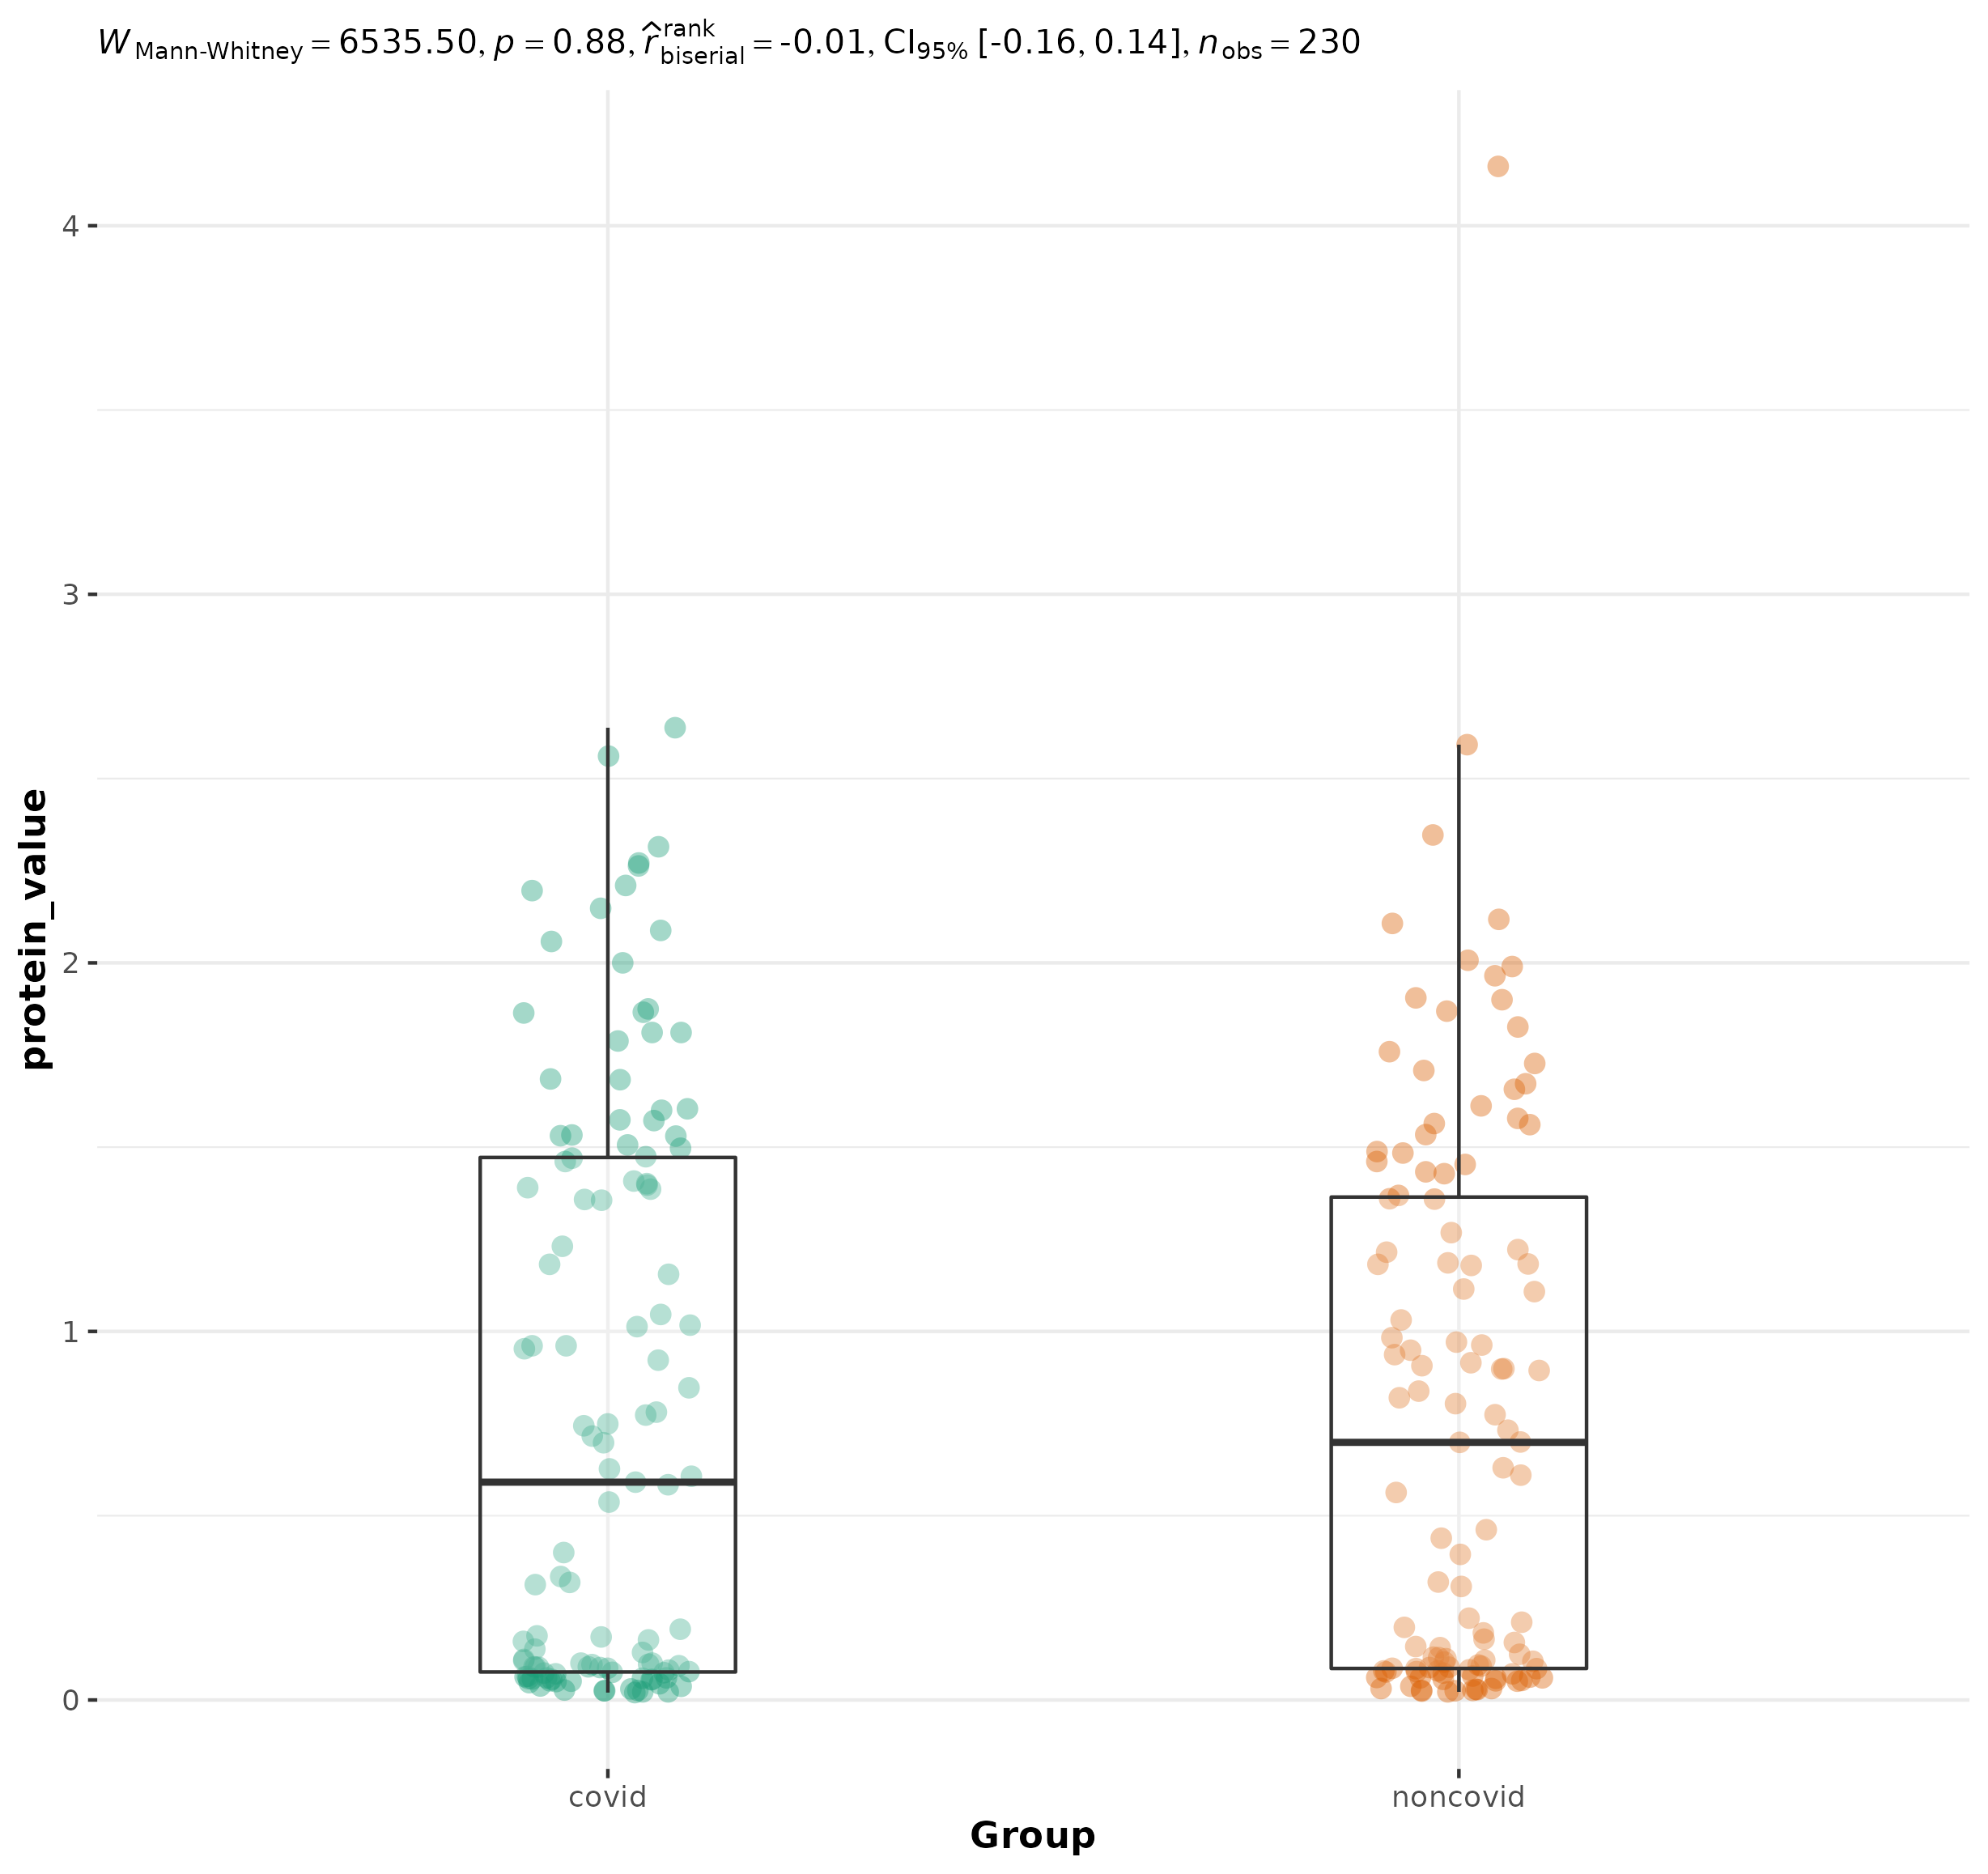 W Mann-Whitney = 6535.50, p = 0.88, r̂ rank biserial = -0.01, CI95% [-0.16, 0.14], nobs = 230
4
3
2
1
0
protein_value
covid noncovid
Group